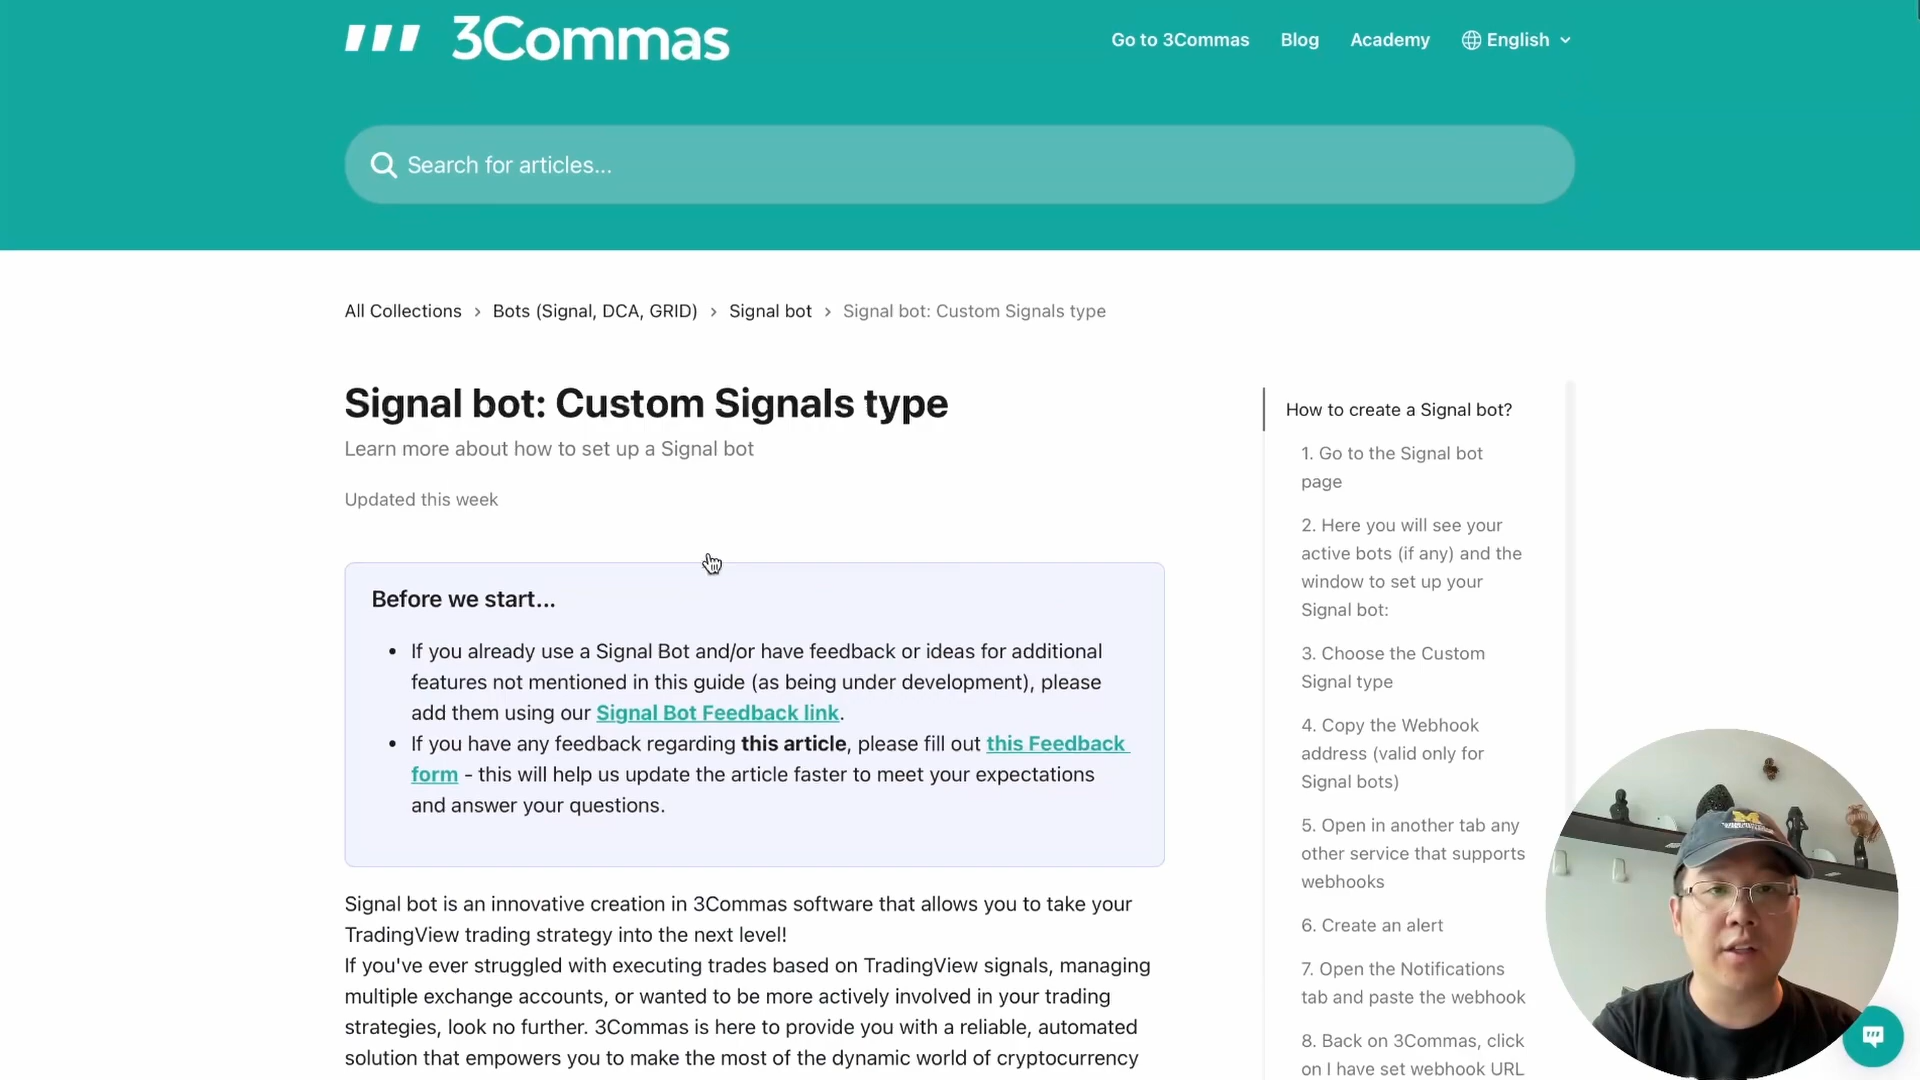 3Commas
Go to 3Commas
Blog
Academy
English
Search for articles...
All Collections
Bots (Signal, DCA, GRID)
Signal bot
Signal bot: Custom Signals type
Signal bot: Custom Signals type
Learn more about how to set up a Signal bot
Updated this week
Before we start...
• If you already use a Signal Bot and/or have feedback or ideas for additional
features not mentioned in this guide (as being under development), please
add them using our Signal Bot Feedback link.
• If you have any feedback regarding this article, please fill out this Feedback
form - this will help us update the article faster to meet your expectations
and answer your questions.
Signal bot is an innovative creation in 3Commas software that allows you to take your
TradingView trading strategy into the next level!
If you've ever struggled with executing trades based on TradingView signals, managing
multiple exchange accounts, or wanted to be more actively involved in your trading
strategies, look no further. 3Commas is here to provide you with a reliable, automated
solution that empowers you to make the most of the dynamic world of cryptocurrency
How to create a Signal bot?
1. Go to the Signal bot
page
2. Here you will see your
active bots (if any) and the
window to set up your
Signal bot:
3. Choose the Custom
Signal type
4. Copy the Webhook
address (valid only for
Signal bots)
5. Open in another tab any
other service that supports
webhooks
6. Create an alert
7. Open the Notifications
tab and paste the webhook
8. Back on 3Commas, click
on I have set webhook URL
M